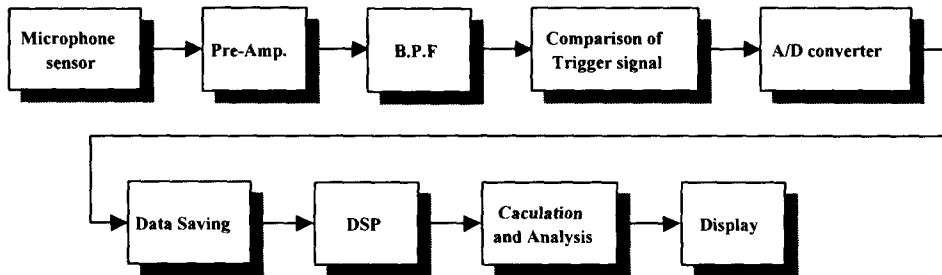 Microphone
sensor
Pre-Amp.
B.P.F
Comparison of
Trigger signal
A/D converter
Data Saving
DSP
Caculation
and Analysis
Display